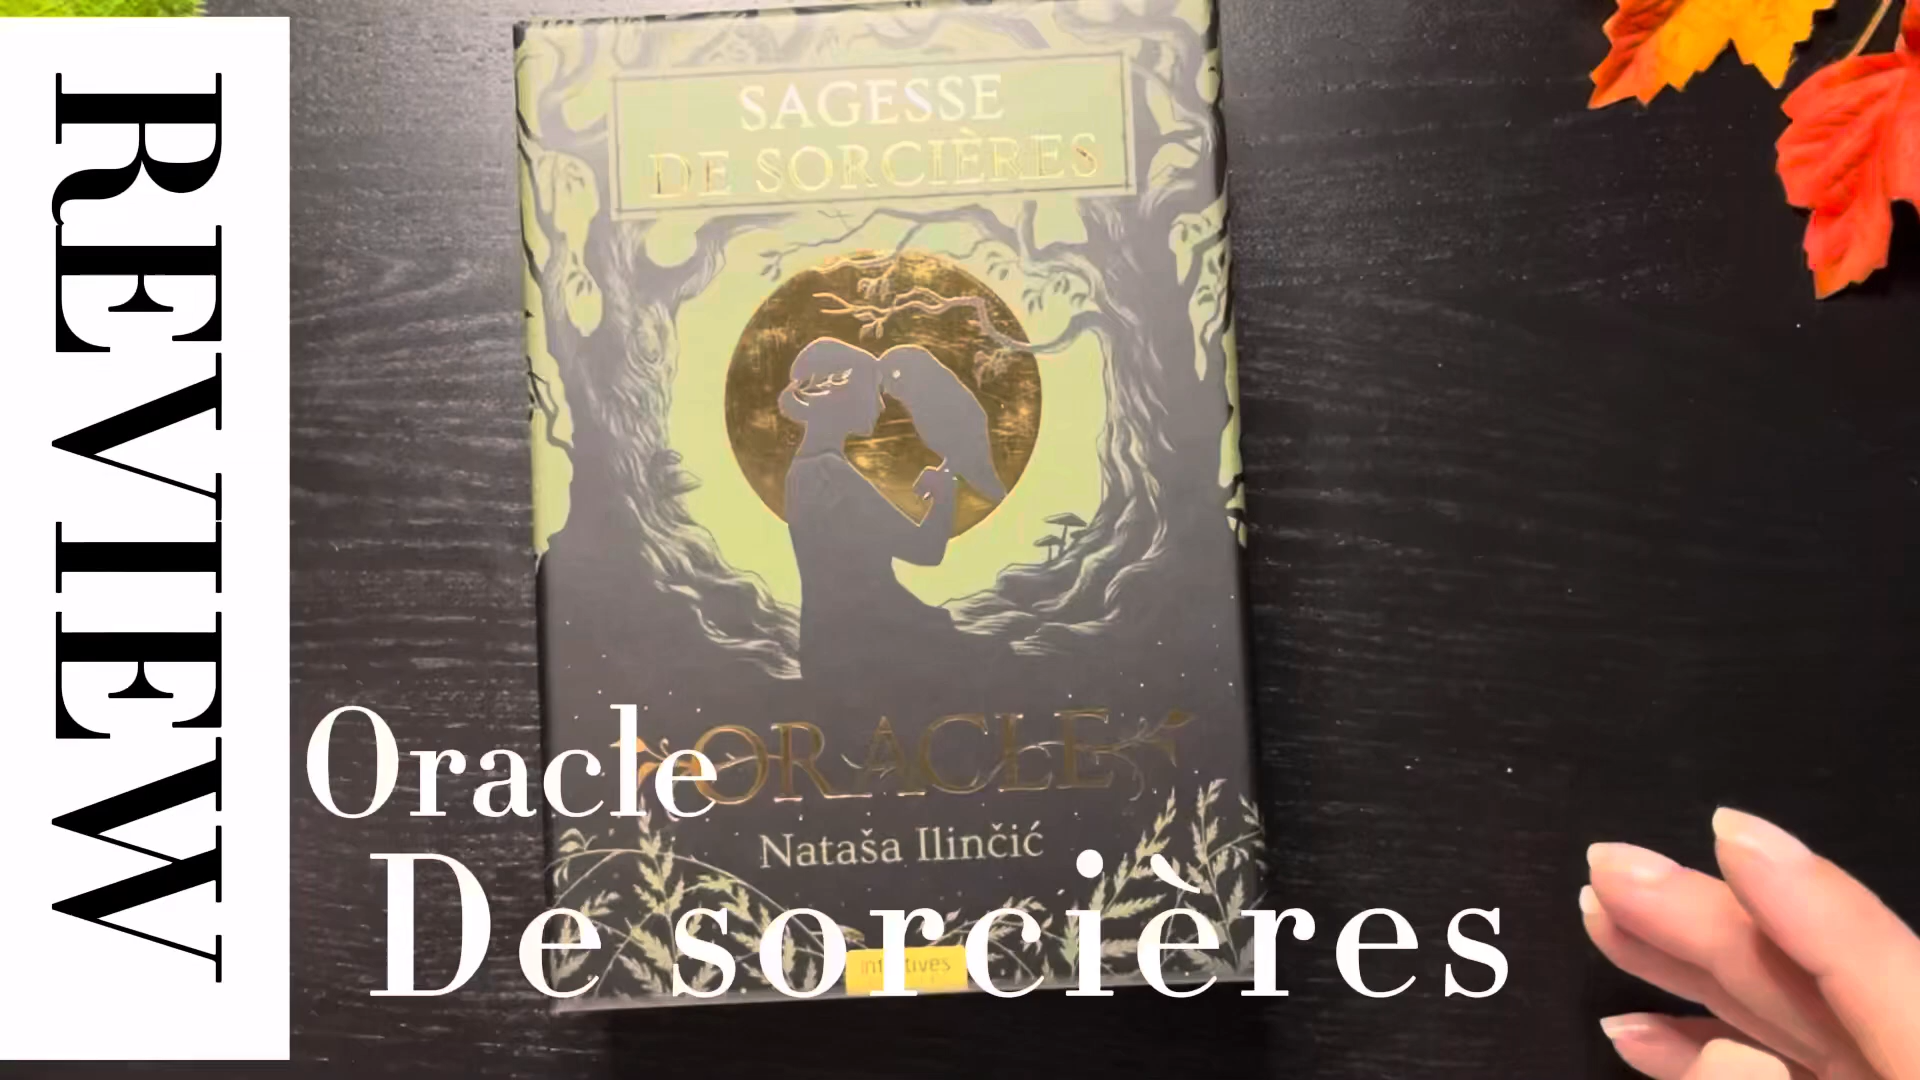 REVIEW
SAGESSE
DE SORCIÈRES
ORACLE
Nataša Ilinčić
Oracle
De sorcières